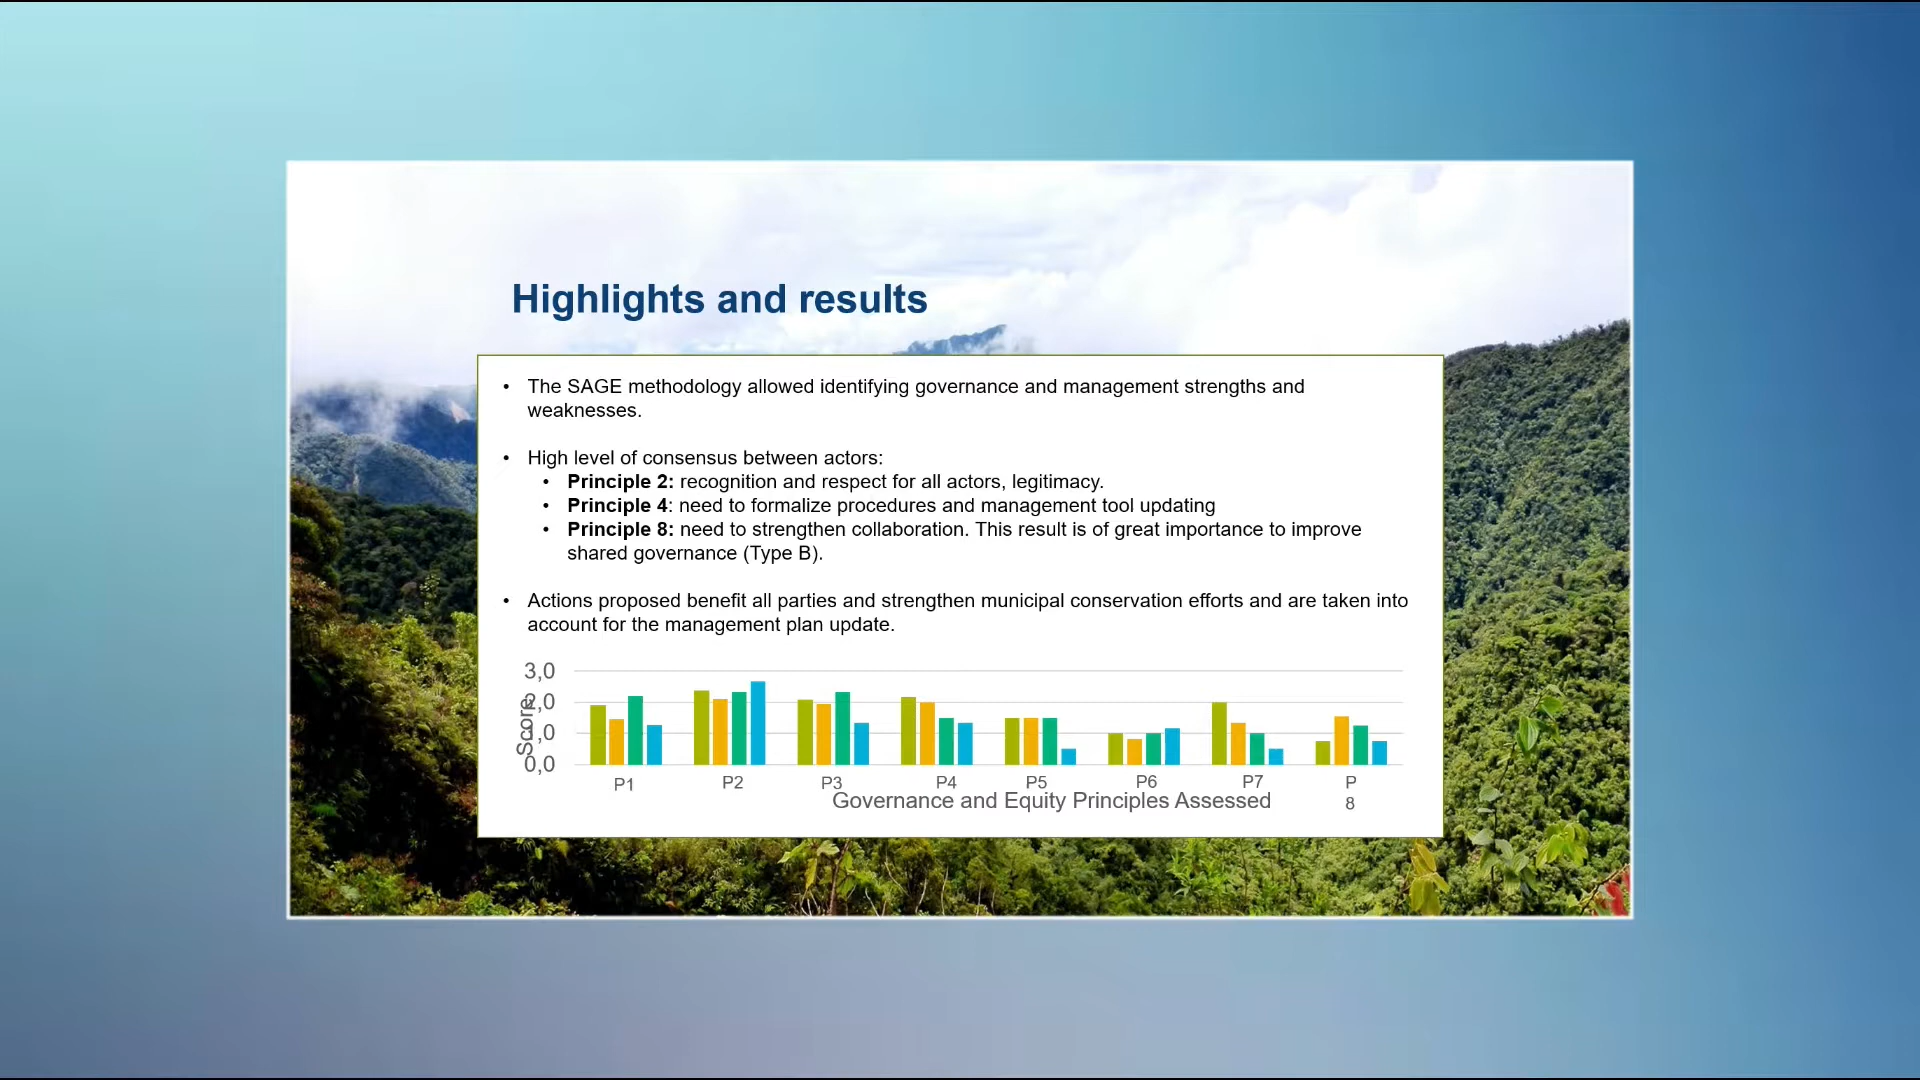 Highlights and results
• The SAGE methodology allowed identifying governance and management strengths and
weaknesses.
• High level of consensus between actors:
• Principle 2: recognition and respect for all actors, legitimacy.
• Principle 4: need to formalize procedures and management tool updating
• Principle 8: need to strengthen collaboration. This result is of great importance to improve
shared governance (Type B).
• Actions proposed benefit all parties and strengthen municipal conservation efforts and are taken into
account for the management plan update.
3,0
2,0
1,0
0,0
Score
P1 P2 P3 P4 P5 P6 P7 P
8
Governance and Equity Principles Assessed